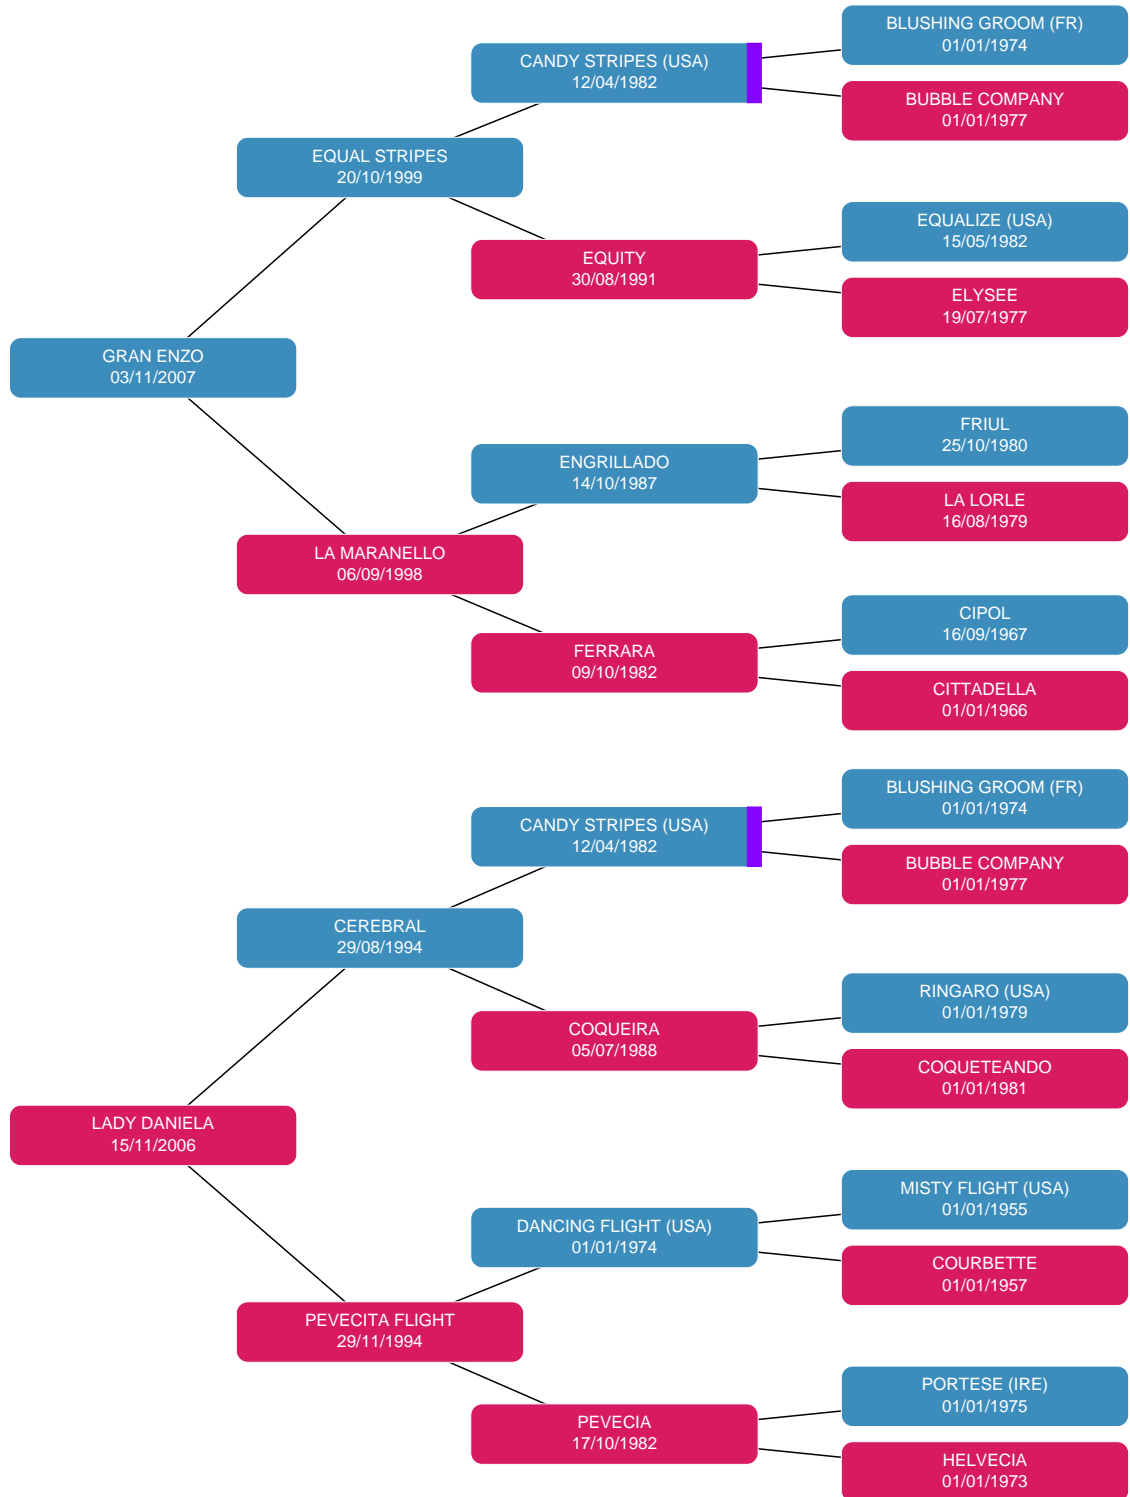 BLUSHING GROOM (FR)
01/01/1974
CANDY STRIPES (USA)
12/04/1982
BUBBLE COMPANY
01/01/1977
EQUAL STRIPES
20/10/1999
EQUALIZE (USA)
15/05/1982
EQUITY
30/08/1991
ELYSEE
19/07/1977
GRAN ENZO
03/11/2007
FRIUL
25/10/1980
ENGRILLADO
14/10/1987
LA LORLE
16/08/1979
LA MARANELLO
06/09/1998
CIPOL
16/09/1967
FERRARA
09/10/1982
CITTADELLA
01/01/1966
BLUSHING GROOM (FR)
01/01/1974
CANDY STRIPES (USA)
12/04/1982
BUBBLE COMPANY
01/01/1977
CEREBRAL
29/08/1994
RINGARO (USA)
01/01/1979
COQUEIRA
05/07/1988
COQUETEANDO
01/01/1981
LADY DANIELA
15/11/2006
MISTY FLIGHT (USA)
01/01/1955
DANCING FLIGHT (USA)
01/01/1974
COURBETTE
01/01/1957
PEVECITA FLIGHT
29/11/1994
PORTESE (IRE)
01/01/1975
PEVECIA
17/10/1982
HELVECIA
01/01/1973